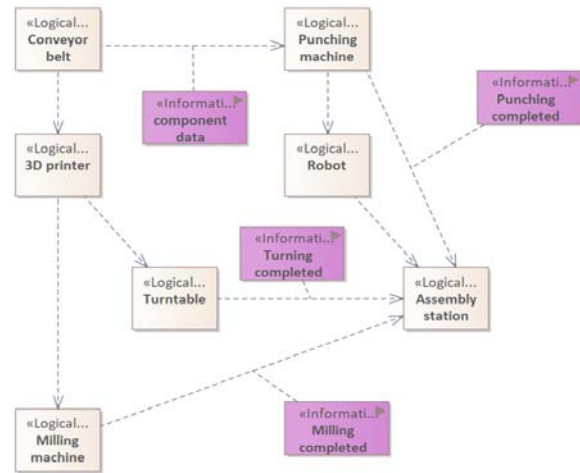 «Logical...
Conveyor
belt
«Logical...
Punching
machine
«Informati...
component
data
«Informati...
Punching
completed
«Logical...
3D printer
«Logical...
Robot
«Informati...
Turning
completed
«Logical...
Turntable
«Logical...
Assembly
station
«Logical...
Milling
machine
«Informati...
Milling
completed